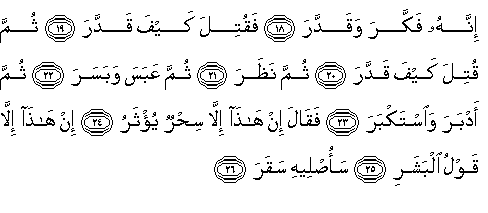 إِنَّهُۥ فَكَّرَ وَقَدَّرَ ﴿١٨﴾ فَقُتِلَ كَيْفَ قَدَّرَ ﴿١٩﴾ ثُمَّ
قُتِلَ كَيْفَ قَدَّرَ ﴿٢٠﴾ ثُمَّ نَظَرَ ﴿٢١﴾ ثُمَّ عَبَسَ وَبَسَرَ ﴿٢٢﴾ ثُمَّ
أَدْبَرَ وَٱسْتَكْبَرَ ﴿٢٣﴾ فَقَالَ إِنْ هَٰذَآ إِلَّا سِحْرٌ يُؤْثَرُ ﴿٢٤﴾ إِنْ هَٰذَآ إِلَّا
قَوْلُ ٱلْبَشَرِ ﴿٢٥﴾ سَأُصْلِيهِ سَقَرَ ﴿٢٦﴾